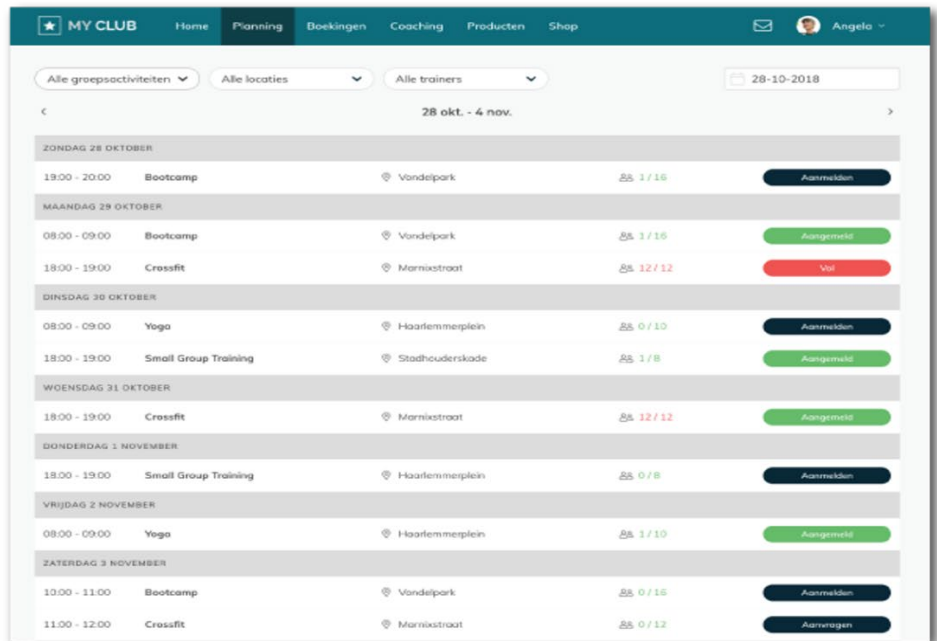 MY CLUB Home Planning Boekingen Coaching Producten Shop Angelo
Alle groepsactiviteiten Alle locaties Alle trainers 28-10-2018
28 okt. - 4 nov.
ZONDAG 28 OKTOBER
19:00 - 20:00 Bootcamp Vondelpark 1 / 16 Aanmelden
MAANDAG 29 OKTOBER
08:00 - 09:00 Bootcamp Vondelpark 1 / 16 Aangemeld
18:00 - 19:00 Crossfit Marnixstraat 12 / 12 Vol
DINSDAG 30 OKTOBER
08:00 - 09:00 Yoga Haarlemmerplein 0 / 10 Aanmelden
18:00 - 19:00 Small Group Training Stadhouderskade 1 / 8 Aangemeld
WOENSDAG 31 OKTOBER
18:00 - 19:00 Crossfit Marnixstraat 12 / 12 Aangemeld
DONDERDAG 1 NOVEMBER
18:00 - 19:00 Small Group Training Haarlemmerplein 0 / 8 Aanmelden
VRIJDAG 2 NOVEMBER
08:00 - 09:00 Yoga Haarlemmerplein 1 / 10 Aangemeld
ZATERDAG 3 NOVEMBER
10:00 - 11:00 Bootcamp Vondelpark 0 / 16 Aanmelden
11:00 - 12:00 Crossfit Marnixstraat 0 / 12 Aanvragen